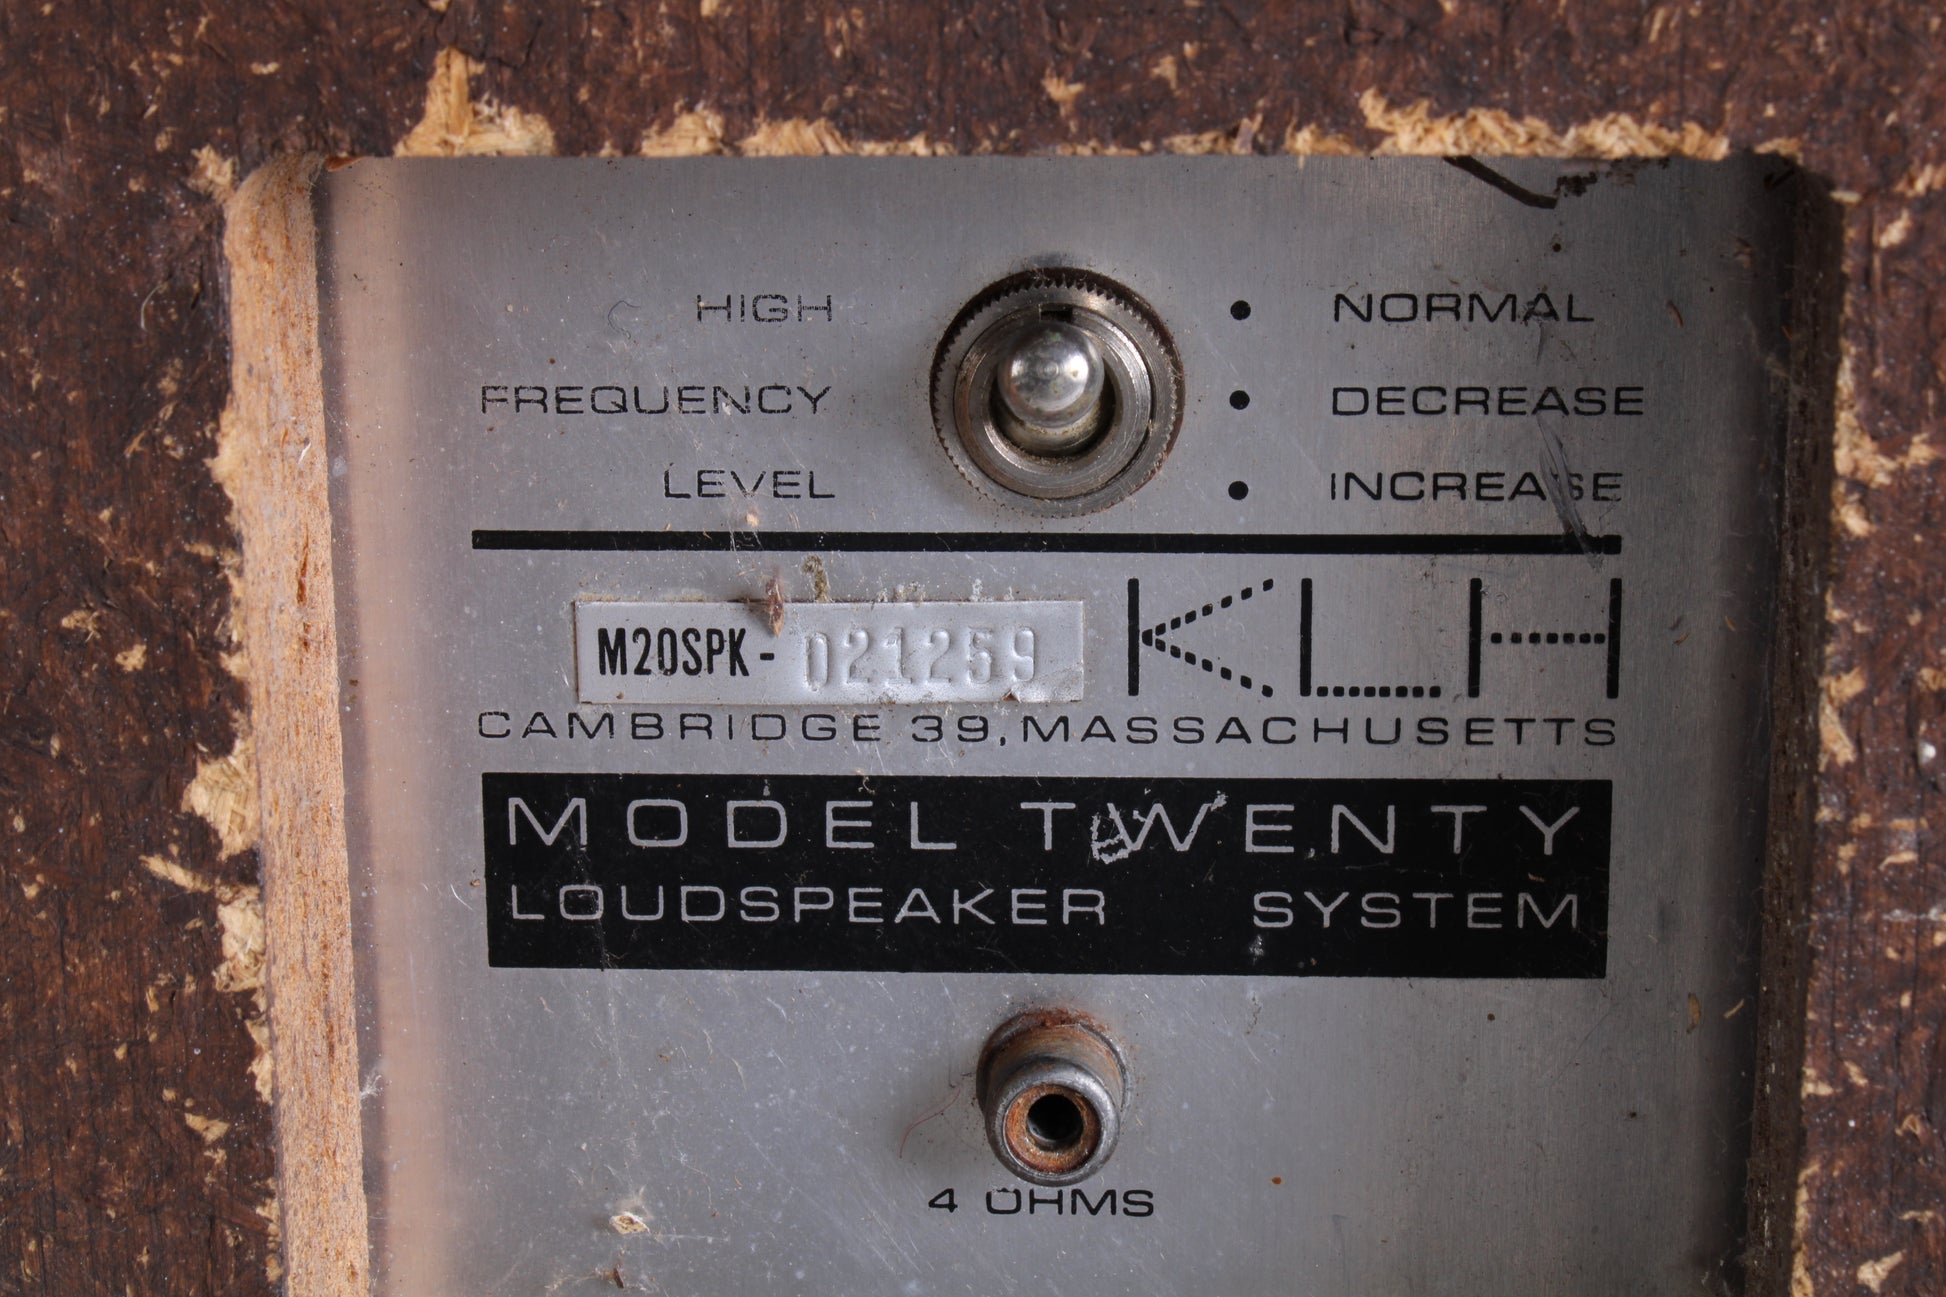 HIGH • NORMAL
FREQUENCY • DECREASE
LEVEL • INCREASE
M20SPK- 021259 KLH
CAMBRIDGE 39, MASSACHUSETTS
MODEL TWENTY
LOUDSPEAKER SYSTEM
4 OHMS